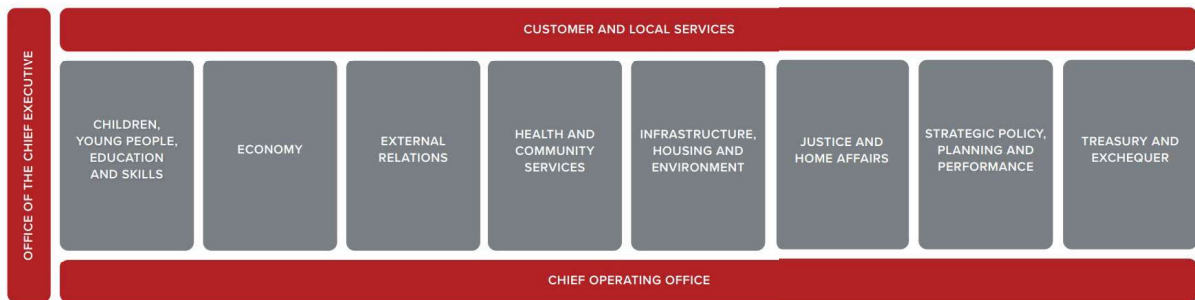 OFFICE OF THE CHIEF EXECUTIVE
CUSTOMER AND LOCAL SERVICES
CHILDREN,
YOUNG PEOPLE,
EDUCATION
AND SKILLS
ECONOMY
EXTERNAL
RELATIONS
HEALTH AND
COMMUNITY
SERVICES
INFRASTRUCTURE,
HOUSING AND
ENVIRONMENT
JUSTICE AND
HOME AFFAIRS
STRATEGIC POLICY,
PLANNING AND
PERFORMANCE
TREASURY AND
EXCHEQUER
CHIEF OPERATING OFFICE